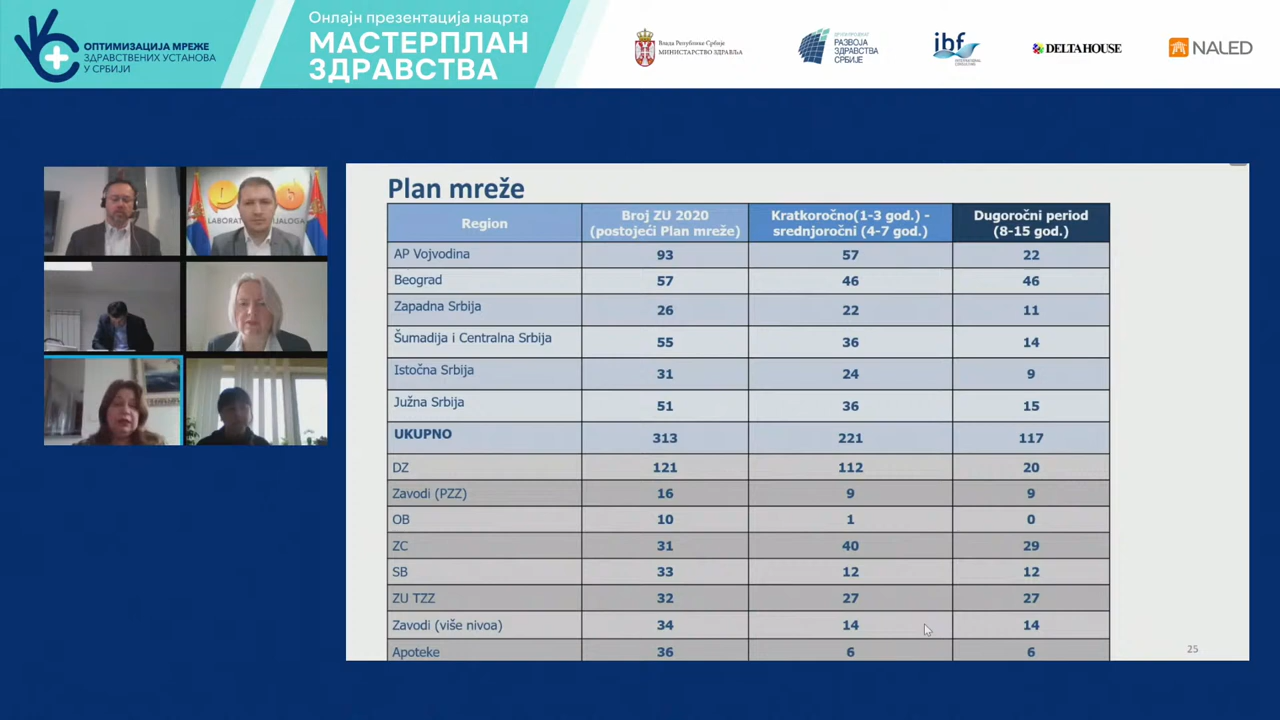 ОПТИМИЗАЦИЈА МРЕЖЕ
ЗДРАВСТВЕНИХ УСТАНОВА
У СРБИЈИ
Онлајн презентација нацрта
МАСТЕРПЛАН
ЗДРАВСТВА
Влада Републике Србије
МИНИСТАРСТВО ЗДРАВЉА
РАЗВОЈА
ЗДРАВСТВА
СРБИЈЕ
ibf
DELTA HOUSE
NALED
LABORAT
JALOGA
Plan mreže
Region Broj ZU 2020 (postojeći Plan mreže) Kratkoročno(1-3 god.) - srednjoročni (4-7 god.) Dugoročni period (8-15 god.)
AP Vojvodina 93 57 22
Beograd 57 46 46
Zapadna Srbija 26 22 11
Šumadija i Centralna Srbija 55 36 14
Istočna Srbija 31 24 9
Južna Srbija 51 36 15
UKUPNO 313 221 117
DZ 121 112 20
Zavodi (PZZ) 16 9 9
OB 10 1 0
ZC 31 40 29
SB 33 12 12
ZU TZZ 32 27 27
Zavodi (više nivoa) 34 14 14
Apoteke 36 6 6
25